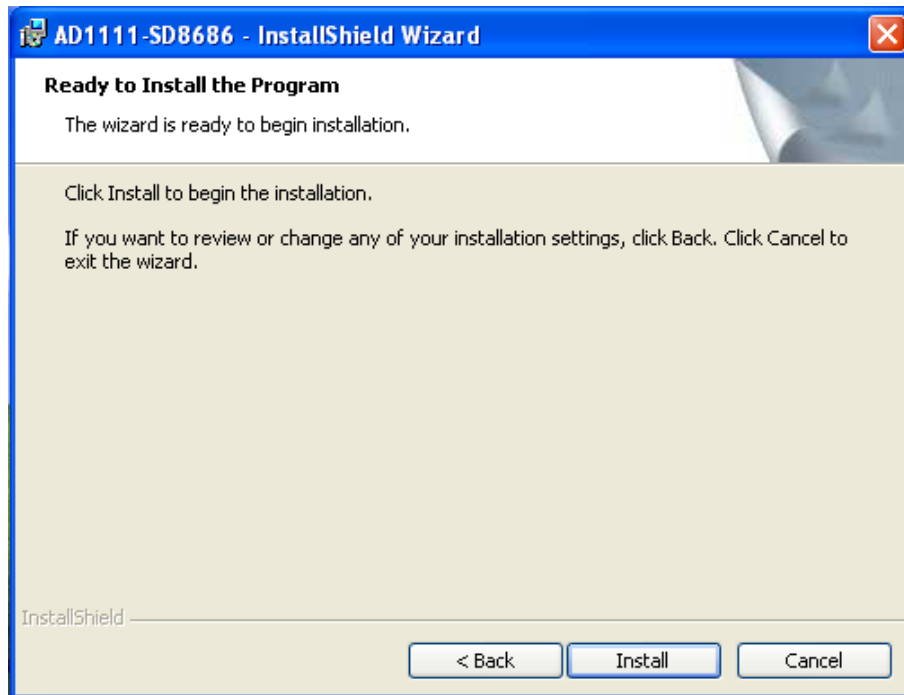 AD1111-SD8686 - InstallShield Wizard
Ready to Install the Program
The wizard is ready to begin installation.
Click Install to begin the installation.
If you want to review or change any of your installation settings, click Back. Click Cancel to
exit the wizard.
InstallShield
< Back
Install
Cancel